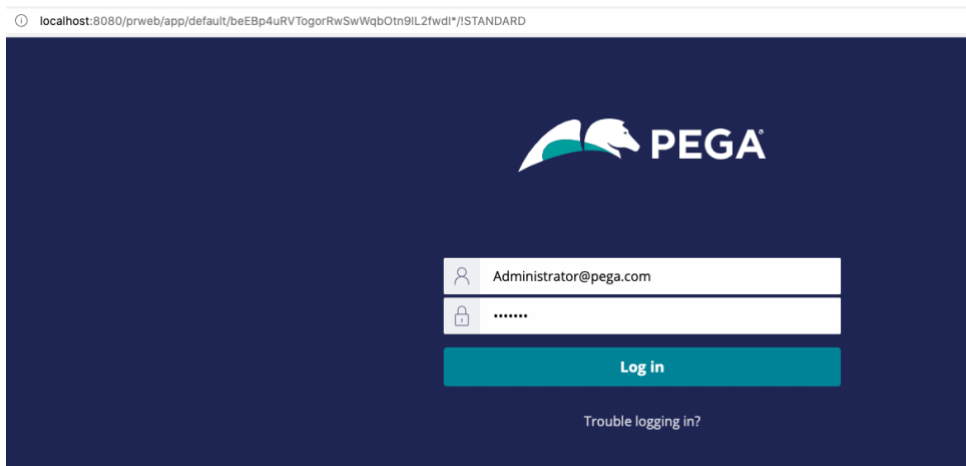 localhost:8080/prweb/app/default/beEBp4uRVTogorRwSwWqbOtn9lL2fwdl*/!STANDARD
PEGA®
Administrator@pega.com
•••••••
Log in
Trouble logging in?